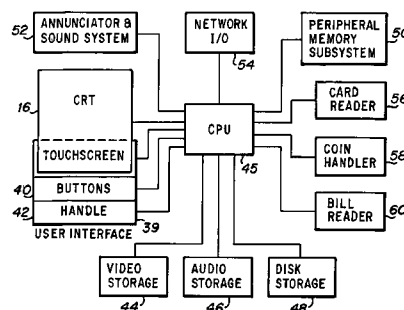 52
ANNUNCIATOR &
SOUND SYSTEM
NETWORK
I/O
54
PERIPHERAL
MEMORY
SUBSYSTEM
50
16
CRT
TOUCHSCREEN
CPU
45
CARD
READER
56
COIN
HANDLER
58
BILL
READER
60
40
BUTTONS
42
HANDLE
39
USER INTERFACE
VIDEO
STORAGE
44
AUDIO
STORAGE
46
DISK
STORAGE
48